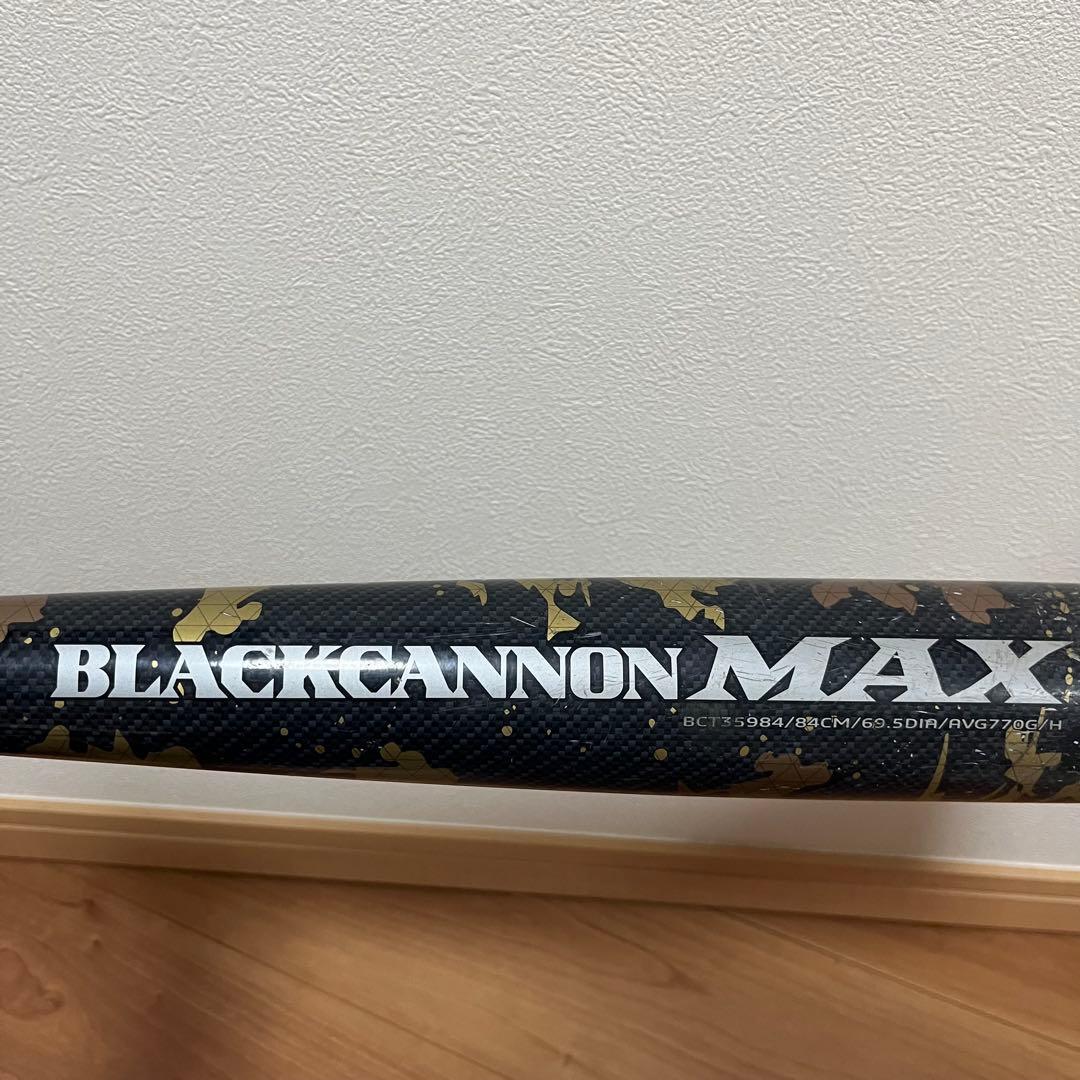 BLACKCANNON MAX
BCT35984/84CM/69.5DIA/AVG770G/H